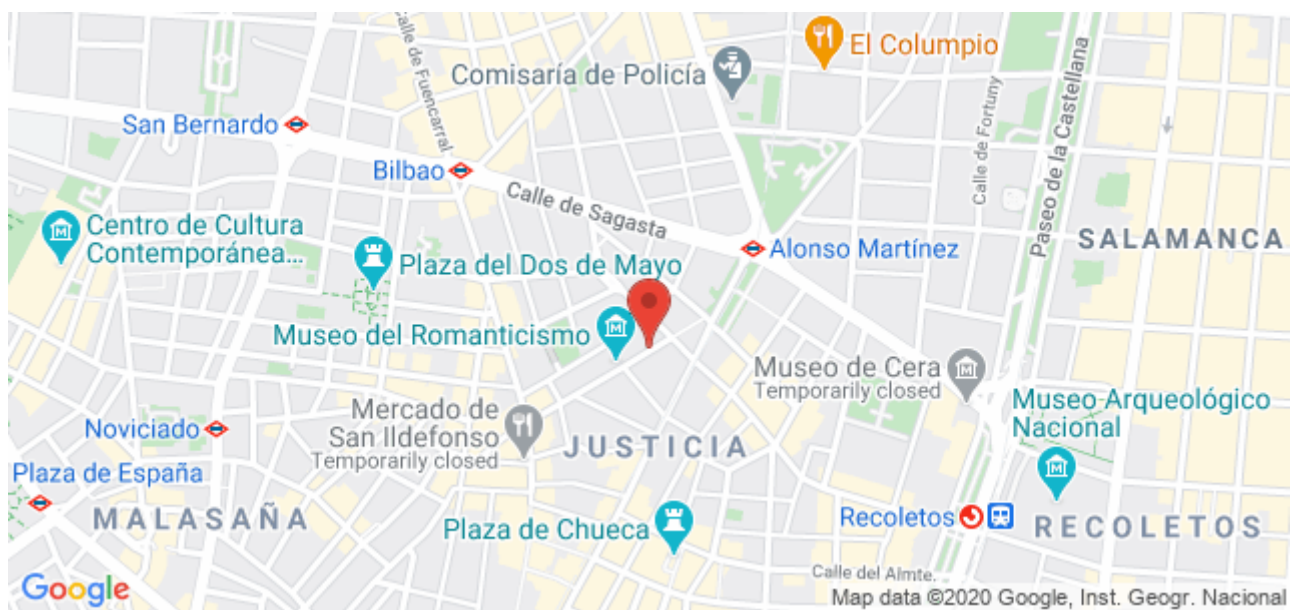 El Columpio
Comisaría de Policía
Calle de Fuencarral
Calle de Fortuny
Paseo de la Castellana
San Bernardo
Bilbao
Calle de Sagasta
Centro de Cultura
Contemporánea...
Plaza del Dos de Mayo
Alonso Martínez
SALAMANCA
Museo del Romanticismo
Museo de Cera
Temporarily closed
Museo Arqueológico
Nacional
Mercado de
San Ildefonso
Temporarily closed
JUSTICIA
Noviciado
Plaza de España
MALASAÑA
Plaza de Chueca
Recoletos
RECOLETOS
Calle del Almte.
Google
Map data ©2020 Google, Inst. Geogr. Nacional